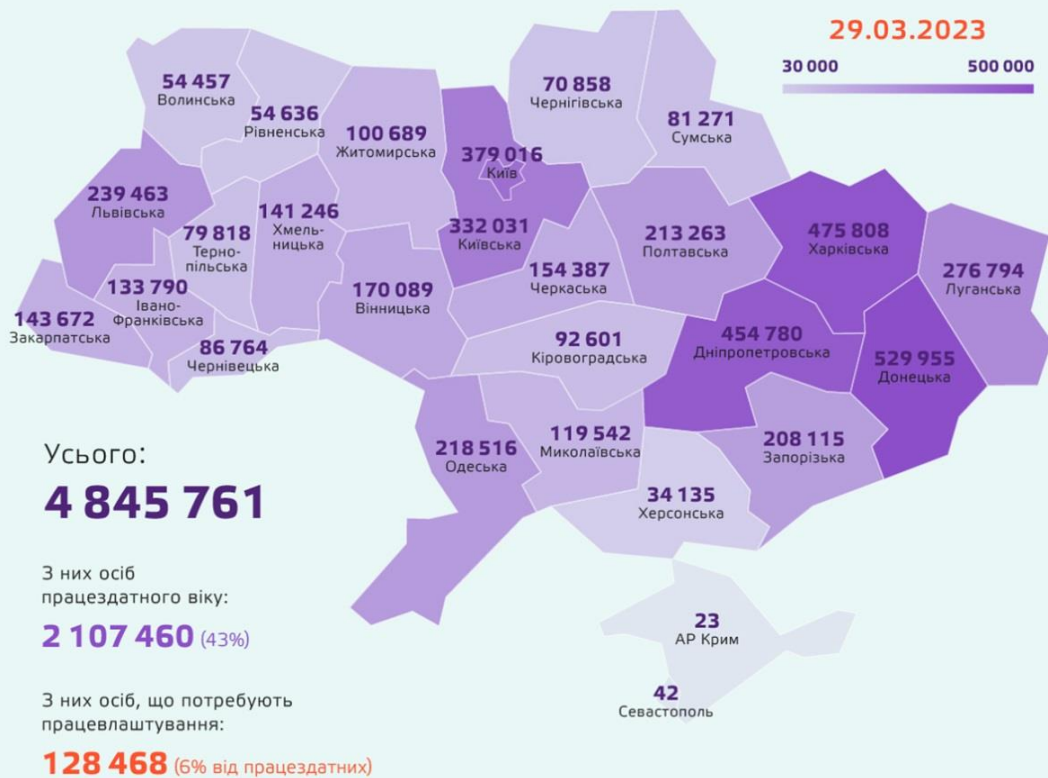 29.03.2023
30 000 500 000
54 457
Волинська
54 636
Рівненська
100 689
Житомирська
379 016
Київ
70 858
Чернігівська
81 271
Сумська
239 463
Львівська
79 818
Терно-
пільська
141 246
Хмель-
ницька
332 031
Київська
154 387
Черкаська
213 263
Полтавська
475 808
Харківська
276 794
Луганська
143 672
Закарпатська
133 790
Івано-
Франківська
86 764
Чернівецька
170 089
Вінницька
92 601
Кіровоградська
454 780
Дніпропетровська
529 955
Донецька
218 516
Одеська
119 542
Миколаївська
208 115
Запорізька
34 135
Херсонська
23
АР Крим
42
Севастополь
Усього:
4 845 761
З них осіб
працездатного віку:
2 107 460 (43%)
З них осіб, що потребують
працевлаштування:
128 468 (6% від працездатних)